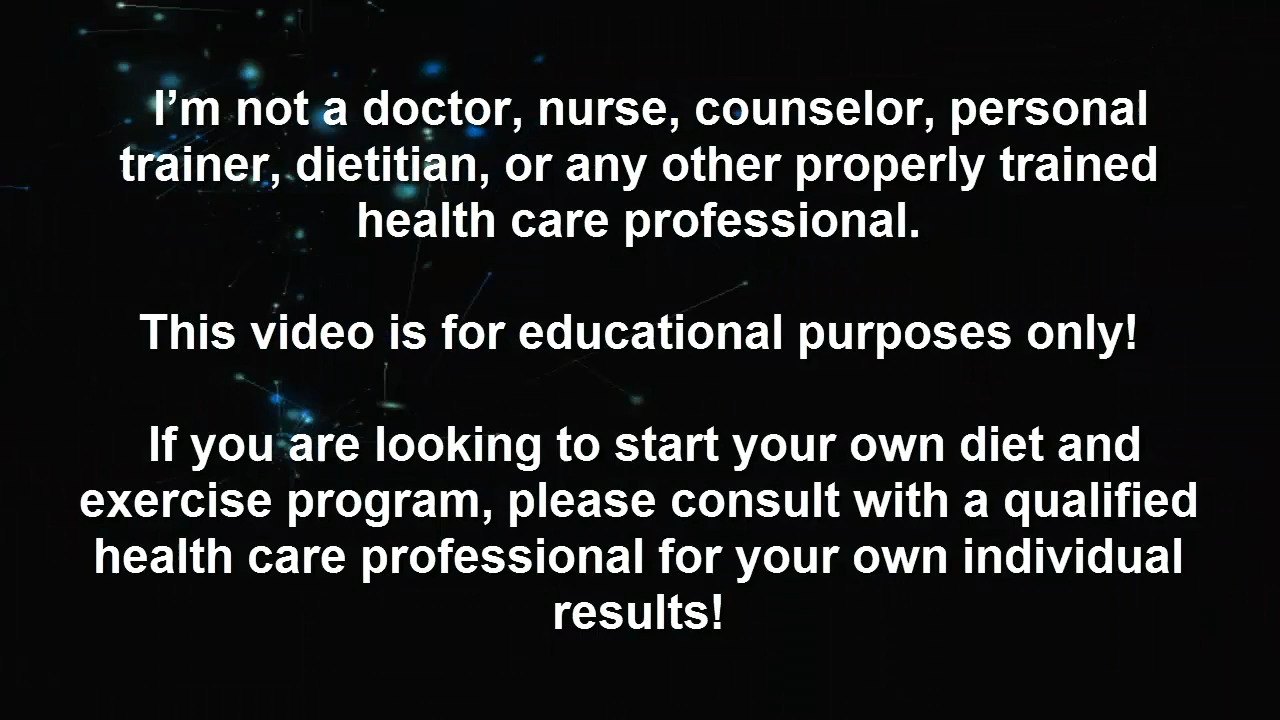 I’m not a doctor, nurse, counselor, personal
trainer, dietitian, or any other properly trained
health care professional.
This video is for educational purposes only!
If you are looking to start your own diet and
exercise program, please consult with a qualified
health care professional for your own individual
results!